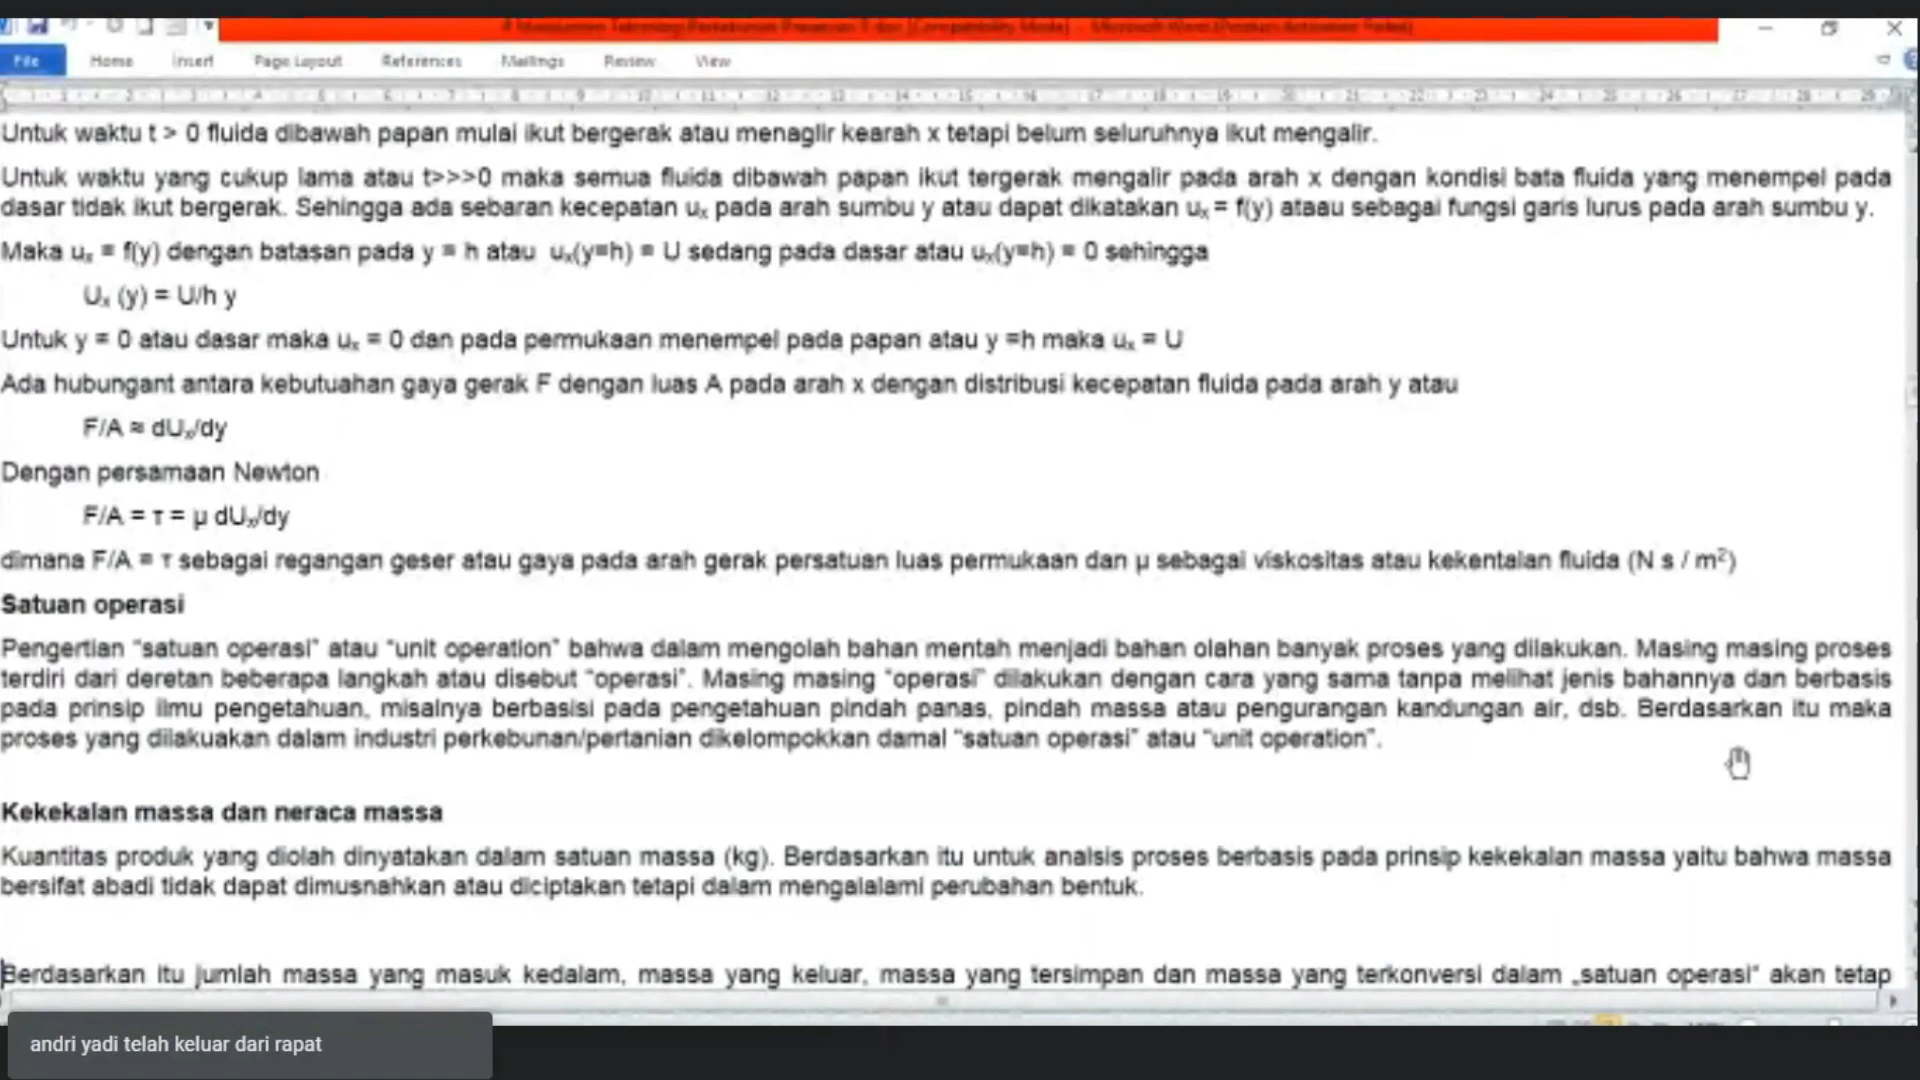 File Home Insert Page Layout References Mailings Review View
Untuk waktu t > 0 fluida dibawah papan mulai ikut bergerak atau menaglir kearah x tetapi belum seluruhnya ikut mengalir.
Untuk waktu yang cukup lama atau t>>>0 maka semua fluida dibawah papan ikut tergerak mengalir pada arah x dengan kondisi bata fluida yang menempel pada
dasar tidak ikut bergerak. Sehingga ada sebaran kecepatan uₓ pada arah sumbu y atau dapat dikatakan uₓ = f(y) ataau sebagai fungsi garis lurus pada arah sumbu y.
Maka uₓ = f(y) dengan batasan pada y = h atau uₓ(y=h) = U sedang pada dasar atau uₓ(y=h) = 0 sehingga
Uₓ (y) = U/h y
Untuk y = 0 atau dasar maka uₓ = 0 dan pada permukaan menempel pada papan atau y =h maka uₓ = U
Ada hubungant antara kebutuahan gaya gerak F dengan luas A pada arah x dengan distribusi kecepatan fluida pada arah y atau
F/A ≈ dUₓ/dy
Dengan persamaan Newton
F/A = τ = μ dUₓ/dy
dimana F/A = τ sebagai regangan geser atau gaya pada arah gerak persatuan luas permukaan dan μ sebagai viskositas atau kekentalan fluida (N s / m²)
Satuan operasi
Pengertian “satuan operasi” atau “unit operation” bahwa dalam mengolah bahan mentah menjadi bahan olahan banyak proses yang dilakukan. Masing masing proses
terdiri dari deretan beberapa langkah atau disebut “operasi”. Masing masing “operasi” dilakukan dengan cara yang sama tanpa melihat jenis bahannya dan berbasis
pada prinsip ilmu pengetahuan, misalnya berbasisi pada pengetahuan pindah panas, pindah massa atau pengurangan kandungan air, dsb. Berdasarkan itu maka
proses yang dilakuakan dalam industri perkebunan/pertanian dikelompokkan damal “satuan operasi” atau “unit operation”.
Kekekalan massa dan neraca massa
Kuantitas produk yang diolah dinyatakan dalam satuan massa (kg). Berdasarkan itu untuk analsis proses berbasis pada prinsip kekekalan massa yaitu bahwa massa
bersifat abadi tidak dapat dimusnahkan atau diciptakan tetapi dalam mengalalami perubahan bentuk.
Berdasarkan itu jumlah massa yang masuk kedalam, massa yang keluar, massa yang tersimpan dan massa yang terkonversi dalam „satuan operasi” akan tetap
andri yadi telah keluar dari rapat